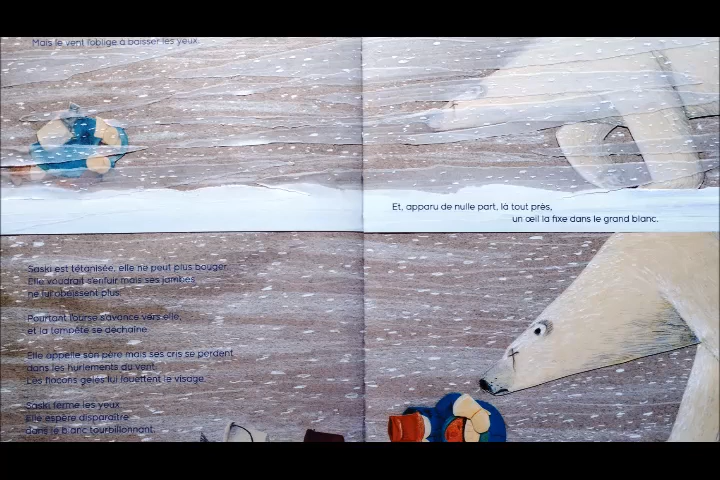 Mais le vent l'oblige à baisser les yeux.
Et, apparu de nulle part, là tout près,
un œil la fixe dans le grand blanc.
Saski est tétanisée, elle ne peut plus bouger.
Elle voudrait s'enfuir mais ses jambes
ne lui obéissent plus.
Pourtant l'ourse s'avance vers elle,
et la tempête se déchaîne.
Elle appelle son père mais ses cris se perdent
dans les hurlements du vent.
Les flocons gelés lui fouettent le visage.
Saski ferme les yeux.
Elle espère disparaître
dans le blanc tourbillonnant.